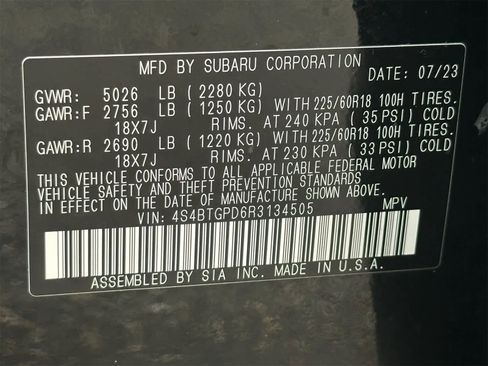 MFD BY SUBARU CORPORATION DATE: 07/23
GVWR: 5026 LB (2280 KG)
GAWR:F 2756 LB (1250 KG) WITH 225/60R18 100H TIRES.
18X7J RIMS. AT 240 KPA (35 PSI) COLD
GAWR:R 2690 LB (1220 KG) WITH 225/60R18 100H TIRES.
18X7J RIMS. AT 230 KPA (33 PSI) COLD
THIS VEHICLE CONFORMS TO ALL APPLICABLE FEDERAL MOTOR
VEHICLE SAFETY AND THEFT PREVENTION STANDARDS IN
EFFECT ON THE DATE OF MANUFACTURE SHOWN ABOVE.
VIN: 4S4BTGPD6R3134505 MPV
ASSEMBLED BY SIA INC. MADE IN U.S.A.